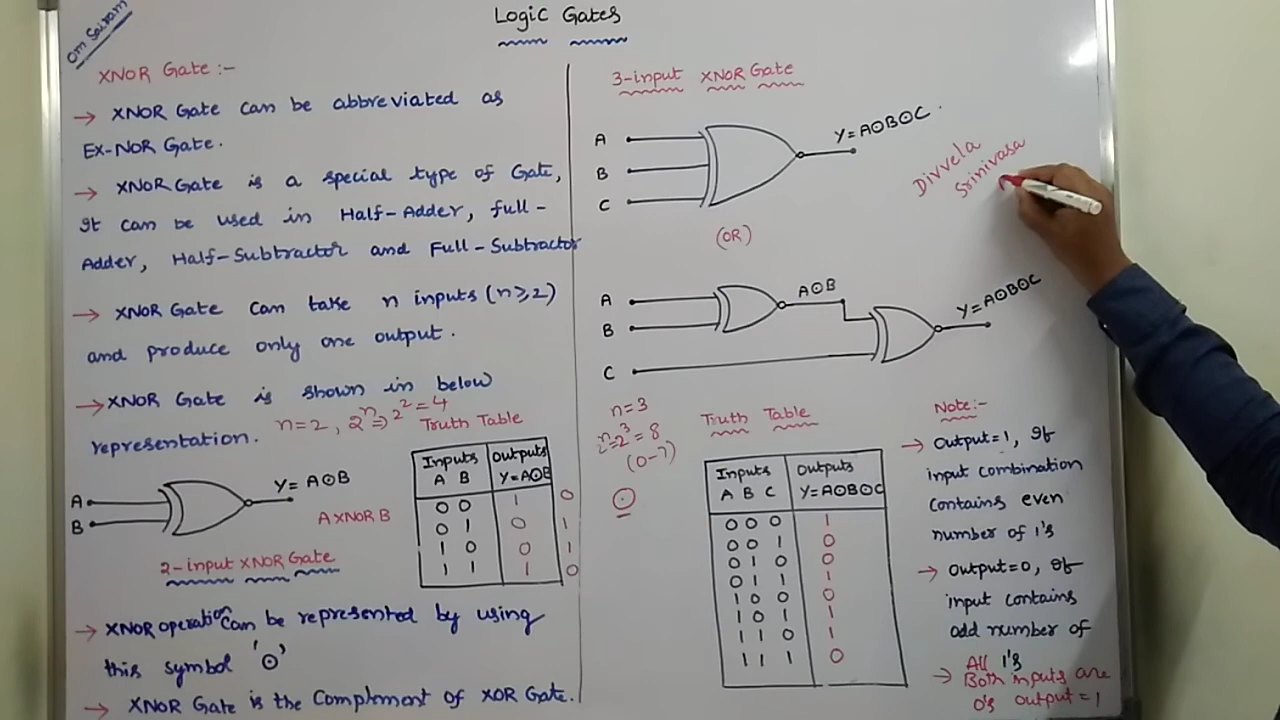 Om Sairam
Logic Gates
XNOR Gate :-
→ XNOR Gate can be abbreviated as
EX-NOR Gate.
→ XNOR Gate is a special type of Gate,
It can be used in Half-Adder, full-
Adder, Half-Subtractor and Full-Subtractor
→ XNOR Gate can take n inputs (n≥2)
and produce only one output.
→ XNOR Gate is shown in below
representation. n=2, 2^n ⇒ 2^2 = 4
A
B
Y= A⊙B
A XNOR B
2-input XNOR Gate
Truth Table
Inputs Outputs
A B Y=A⊙B
0 0 1 0
0 1 0 1
1 0 0 1
1 1 1 0
→ XNOR operation can be represented by using
this symbol '⊙'
→ XNOR Gate is the Complement of XOR Gate.
3-input XNOR Gate
A
B
C
Y=A⊙B⊙C.
Divvela
Srinivasa
(OR)
A
B
C
A⊙B
Y=A⊙B⊙C
n=3
2^n=2^3=8
(0-7)
⊙
Truth Table
Inputs Outputs
A B C Y=A⊙B⊙C
0 0 0 1
0 0 1 0
0 1 0 0
0 1 1 1
1 0 0 0
1 0 1 1
1 1 0 1
1 1 1 0
Note:-
→ Output=1, If
input combination
contains even
number of 1's
→ Output=0, If
input contains
odd number of
1's
→ All
Both inputs are
0's output=1